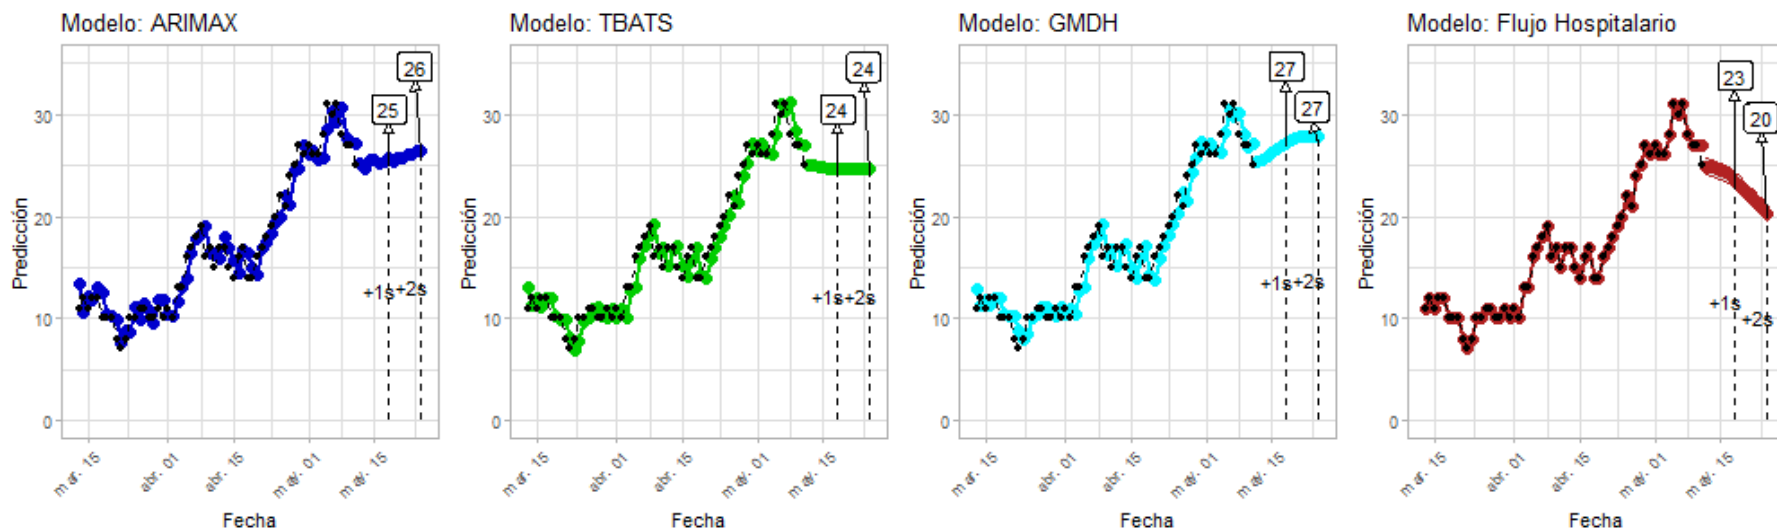 Modelo: ARIMAX
Predicción
30
20
10
0
25
26
+1s
+2s
mar. 15
abr. 01
abr. 15
may. 01
may. 15
Fecha
Modelo: TBATS
Predicción
30
20
10
0
24
24
+1s
+2s
mar. 15
abr. 01
abr. 15
may. 01
may. 15
Fecha
Modelo: GMDH
Predicción
30
20
10
0
27
27
+1s
+2s
mar. 15
abr. 01
abr. 15
may. 01
may. 15
Fecha
Modelo: Flujo Hospitalario
Predicción
30
20
10
0
23
20
+1s
+2s
mar. 15
abr. 01
abr. 15
may. 01
may. 15
Fecha